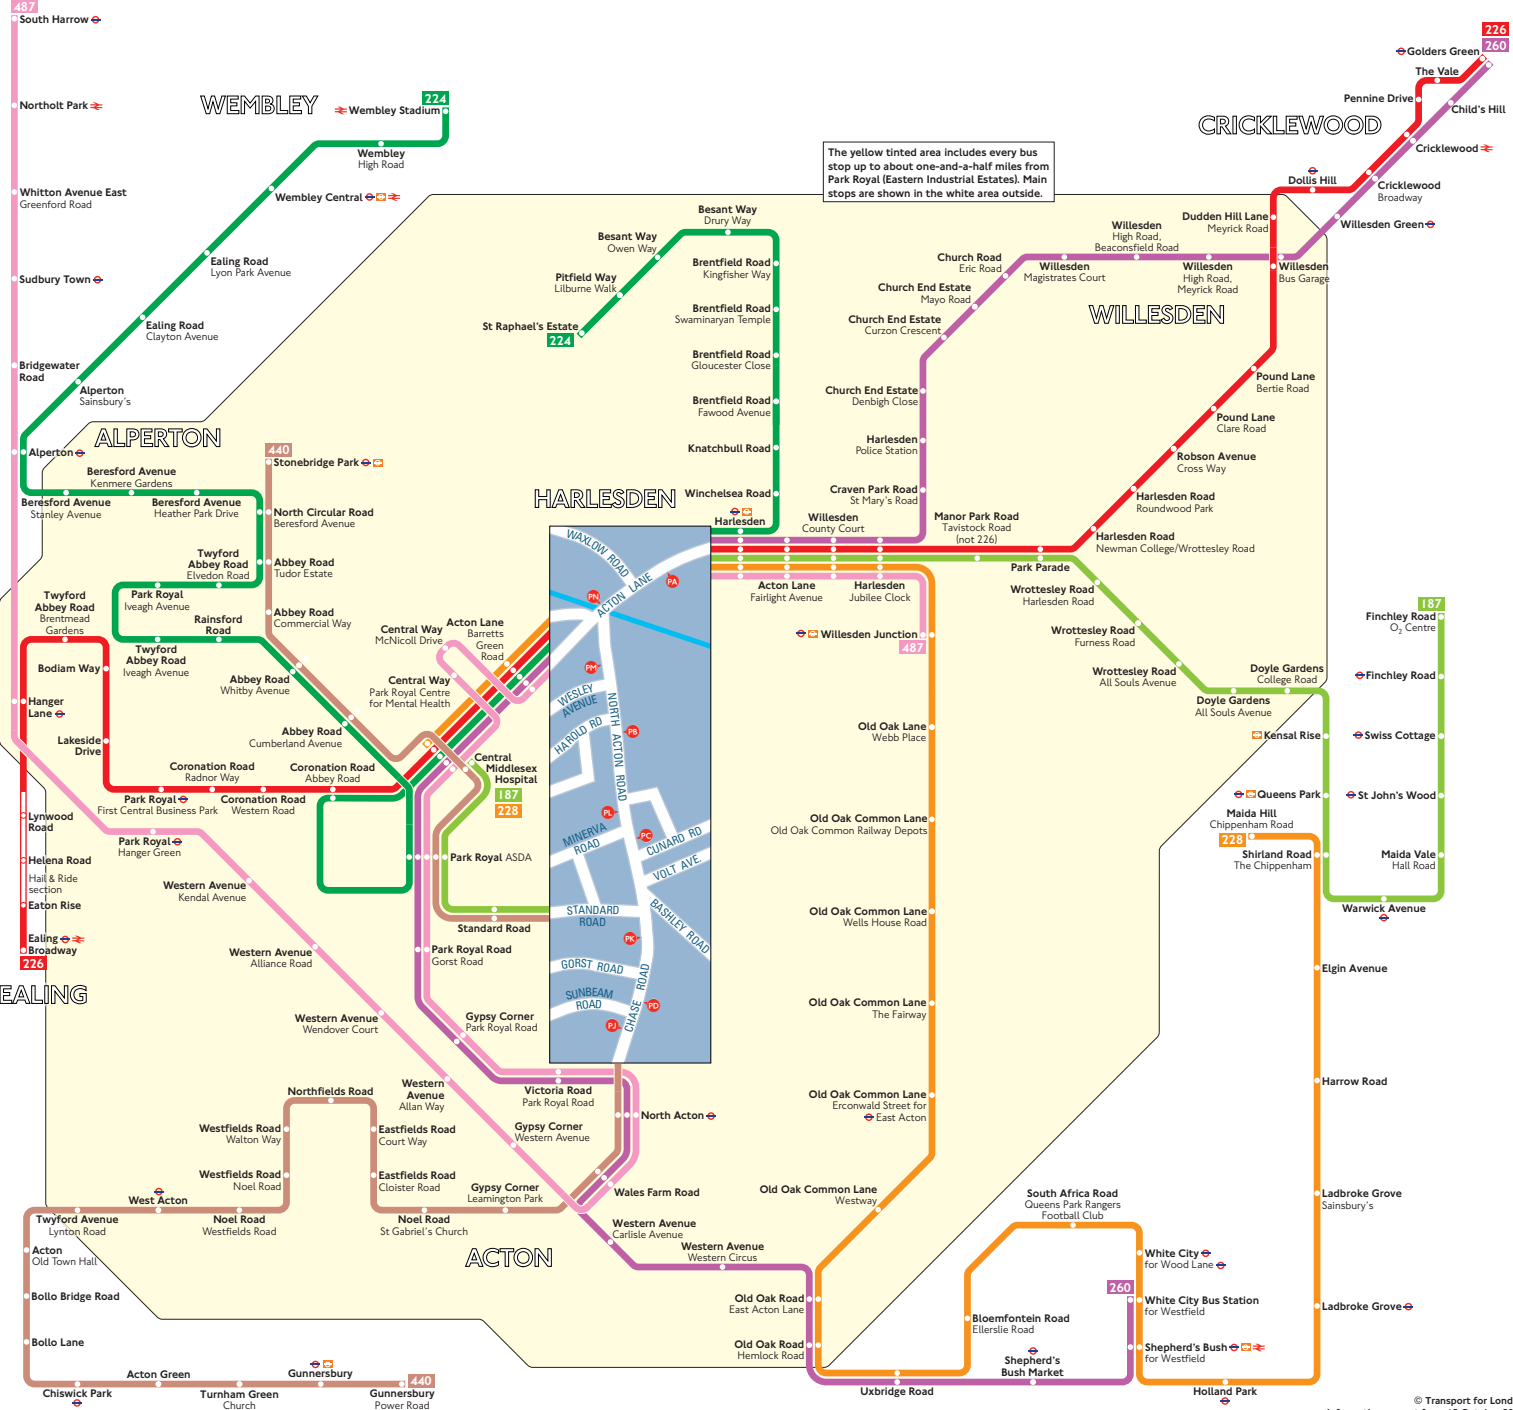 487
South Harrow
Northolt Park
Whitton Avenue East
Greenford Road
Sudbury Town
Bridgewater
Road
Alperton
WEMBLEY
224
Wembley Stadium
Wembley
High Road
Wembley Central
Ealing Road
Lyon Park Avenue
Ealing Road
Clayton Avenue
Alperton
Sainsbury's
ALPERTON
Beresford Avenue
Kenmere Gardens
Beresford Avenue
Stanley Avenue
Beresford Avenue
Heather Park Drive
440
Stonebridge Park
North Circular Road
Beresford Avenue
Twyford
Abbey Road
Elvedon Road
Abbey Road
Tudor Estate
Park Royal
Iveagh Avenue
Abbey Road
Commercial Way
Rainsford
Road
Twyford
Abbey Road
Iveagh Avenue
Twyford
Abbey Road
Brentmead
Gardens
Bodiam Way
Hanger
Lane
Lakeside
Drive
Abbey Road
Whitby Avenue
Abbey Road
Cumberland Avenue
Coronation Road
Radnor Way
Coronation Road
Abbey Road
Park Royal
First Central Business Park
Coronation Road
Western Road
Lynwood
Road
Helena Road
Hail & Ride
section
Eaton Rise
Ealing
Broadway
226
EALING
Park Royal
Hanger Green
Western Avenue
Kendal Avenue
Western Avenue
Alliance Road
Western Avenue
Wendover Court
Western
Avenue
Allan Way
Gypsy Corner
Western Avenue
The yellow tinted area includes every bus
stop up to about one-and-a-half miles from
Park Royal (Eastern Industrial Estates). Main
stops are shown in the white area outside.
Besant Way
Drury Way
Besant Way
Owen Way
Pitfield Way
Lilburne Walk
St Raphael's Estate
224
Brentfield Road
Kingfisher Way
Brentfield Road
Swaminaryan Temple
Brentfield Road
Gloucester Close
Brentfield Road
Fawood Avenue
Knatchbull Road
Winchelsea Road
Harlesden
HARLESDEN
Central Way
McNicoll Drive
Acton Lane
Barretts
Green
Road
Central Way
Park Royal Centre
for Mental Health
Central
Middlesex
Hospital
187
228
Park Royal ASDA
Standard Road
Park Royal Road
Gorst Road
Gypsy Corner
Park Royal Road
Victoria Road
Park Royal Road
North Acton
Wales Farm Road
WAXLOW ROAD
ACTON LANE
PA
PN
PM
WESLEY
AVENUE
NORTH ACTON ROAD
HAROLD RD
PB
PL
MINERVA
ROAD
PC
CUNARD RD
VOLT AVE.
STANDARD
ROAD
BASHLEY ROAD
PK
GORST ROAD
SUNBEAM
ROAD
CHASE ROAD
PD
PJ
226
260
Golders Green
The Vale
Pennine Drive
Child's Hill
CRICKLEWOOD
Cricklewood
Dollis Hill
Cricklewood
Broadway
Dudden Hill Lane
Meyrick Road
Willesden Green
Church Road
Eric Road
Willesden
High Road,
Beaconsfield Road
Willesden
Magistrates Court
Willesden
High Road,
Meyrick Road
Willesden
Bus Garage
WILLESDEN
Church End Estate
Mayo Road
Church End Estate
Curzon Crescent
Church End Estate
Denbigh Close
Harlesden
Police Station
Craven Park Road
St Mary's Road
Pound Lane
Bertie Road
Pound Lane
Clare Road
Robson Avenue
Cross Way
Harlesden Road
Roundwood Park
Harlesden Road
Newman College/Wrottesley Road
Willesden
County Court
Manor Park Road
Tavistock Road
(not 226)
Park Parade
Acton Lane
Fairlight Avenue
Harlesden
Jubilee Clock
Willesden Junction
487
Wrottesley Road
Harlesden Road
Wrottesley Road
Furness Road
Wrottesley Road
All Souls Avenue
Doyle Gardens
College Road
Doyle Gardens
All Souls Avenue
187
Finchley Road
O2 Centre
Finchley Road
Kensal Rise
Swiss Cottage
Queens Park
St John's Wood
Maida Hill
Chippenham Road
228
Shirland Road
The Chippenham
Maida Vale
Hall Road
Warwick Avenue
Old Oak Lane
Webb Place
Old Oak Common Lane
Old Oak Common Railway Depots
Old Oak Common Lane
Wells House Road
Old Oak Common Lane
The Fairway
Old Oak Common Lane
Erconwald Street for
East Acton
Old Oak Common Lane
Westway
Elgin Avenue
Harrow Road
Ladbroke Grove
Sainsbury's
Ladbroke Grove
Northfields Road
Westfields Road
Walton Way
Eastfields Road
Court Way
Westfields Road
Noel Road
Eastfields Road
Cloister Road
Gypsy Corner
Leamington Park
West Acton
Twyford Avenue
Lynton Road
Noel Road
Westfields Road
Noel Road
St Gabriel's Church
ACTON
Acton
Old Town Hall
Bollo Bridge Road
Bollo Lane
Acton Green
Gunnersbury
440
Chiswick Park
Turnham Green
Church
Gunnersbury
Power Road
Western Avenue
Carlisle Avenue
Western Avenue
Western Circus
Old Oak Road
East Acton Lane
Old Oak Road
Hemlock Road
Uxbridge Road
South Africa Road
Queens Park Rangers
Football Club
Bloemfontein Road
Ellerslie Road
Shepherd's
Bush Market
260
White City
for Wood Lane
White City Bus Station
for Westfield
Shepherd's Bush
for Westfield
Holland Park
© Transport for Lond